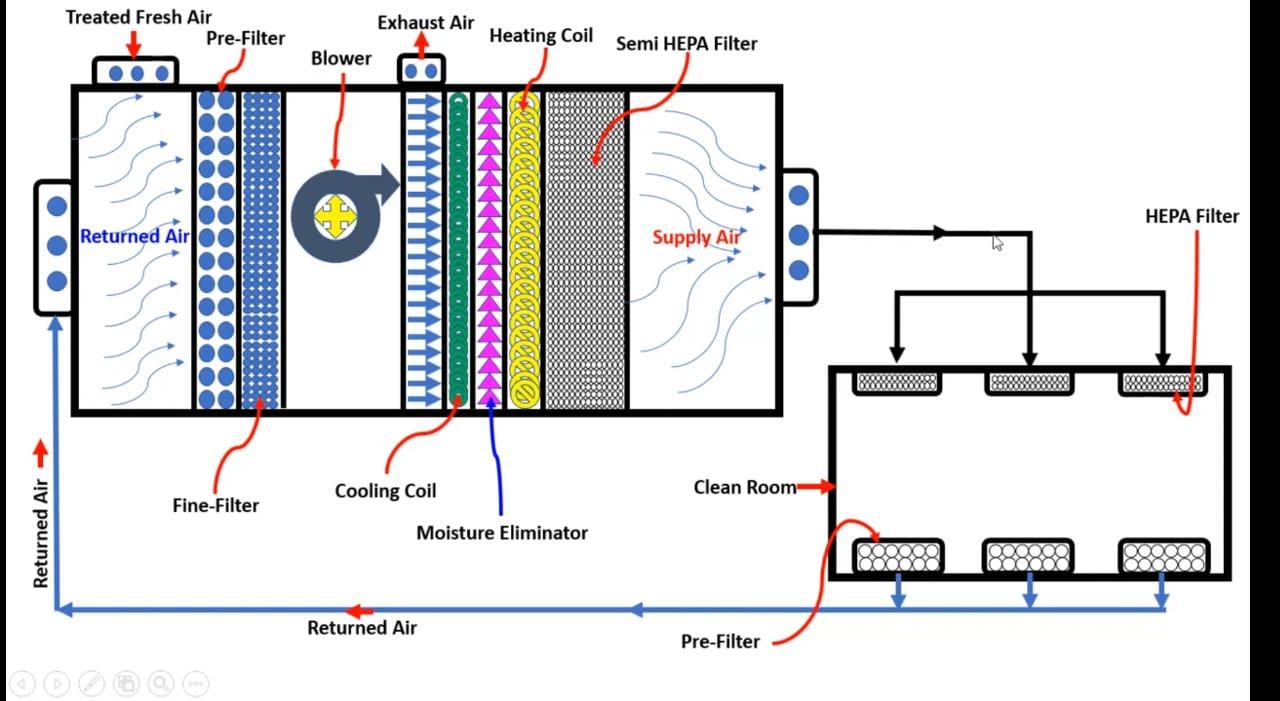 Treated Fresh Air
Pre-Filter
Blower
Exhaust Air
Heating Coil
Semi HEPA Filter
HEPA Filter
Returned Air
Supply Air
Fine-Filter
Cooling Coil
Moisture Eliminator
Clean Room
Returned Air
Returned Air
Pre-Filter